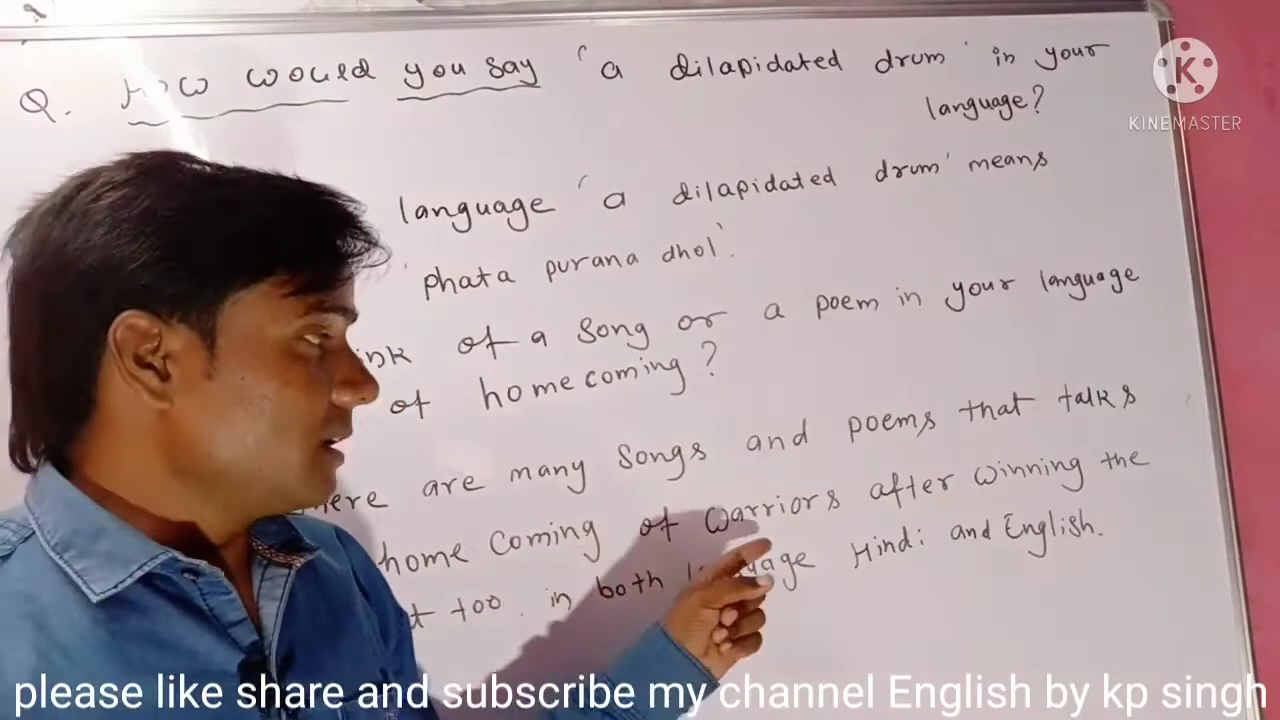 Q. How would you say 'a dilapidated drum' in your
language?
language 'a dilapidated drum' means
'phata purana dhol'.
of a song or a poem in your language
of homecoming?
are many songs and poems that talks
home coming of warriors after winning the
too. in both Hindi and English.
KINEMASTER
please like share and subscribe my channel English by kp singh